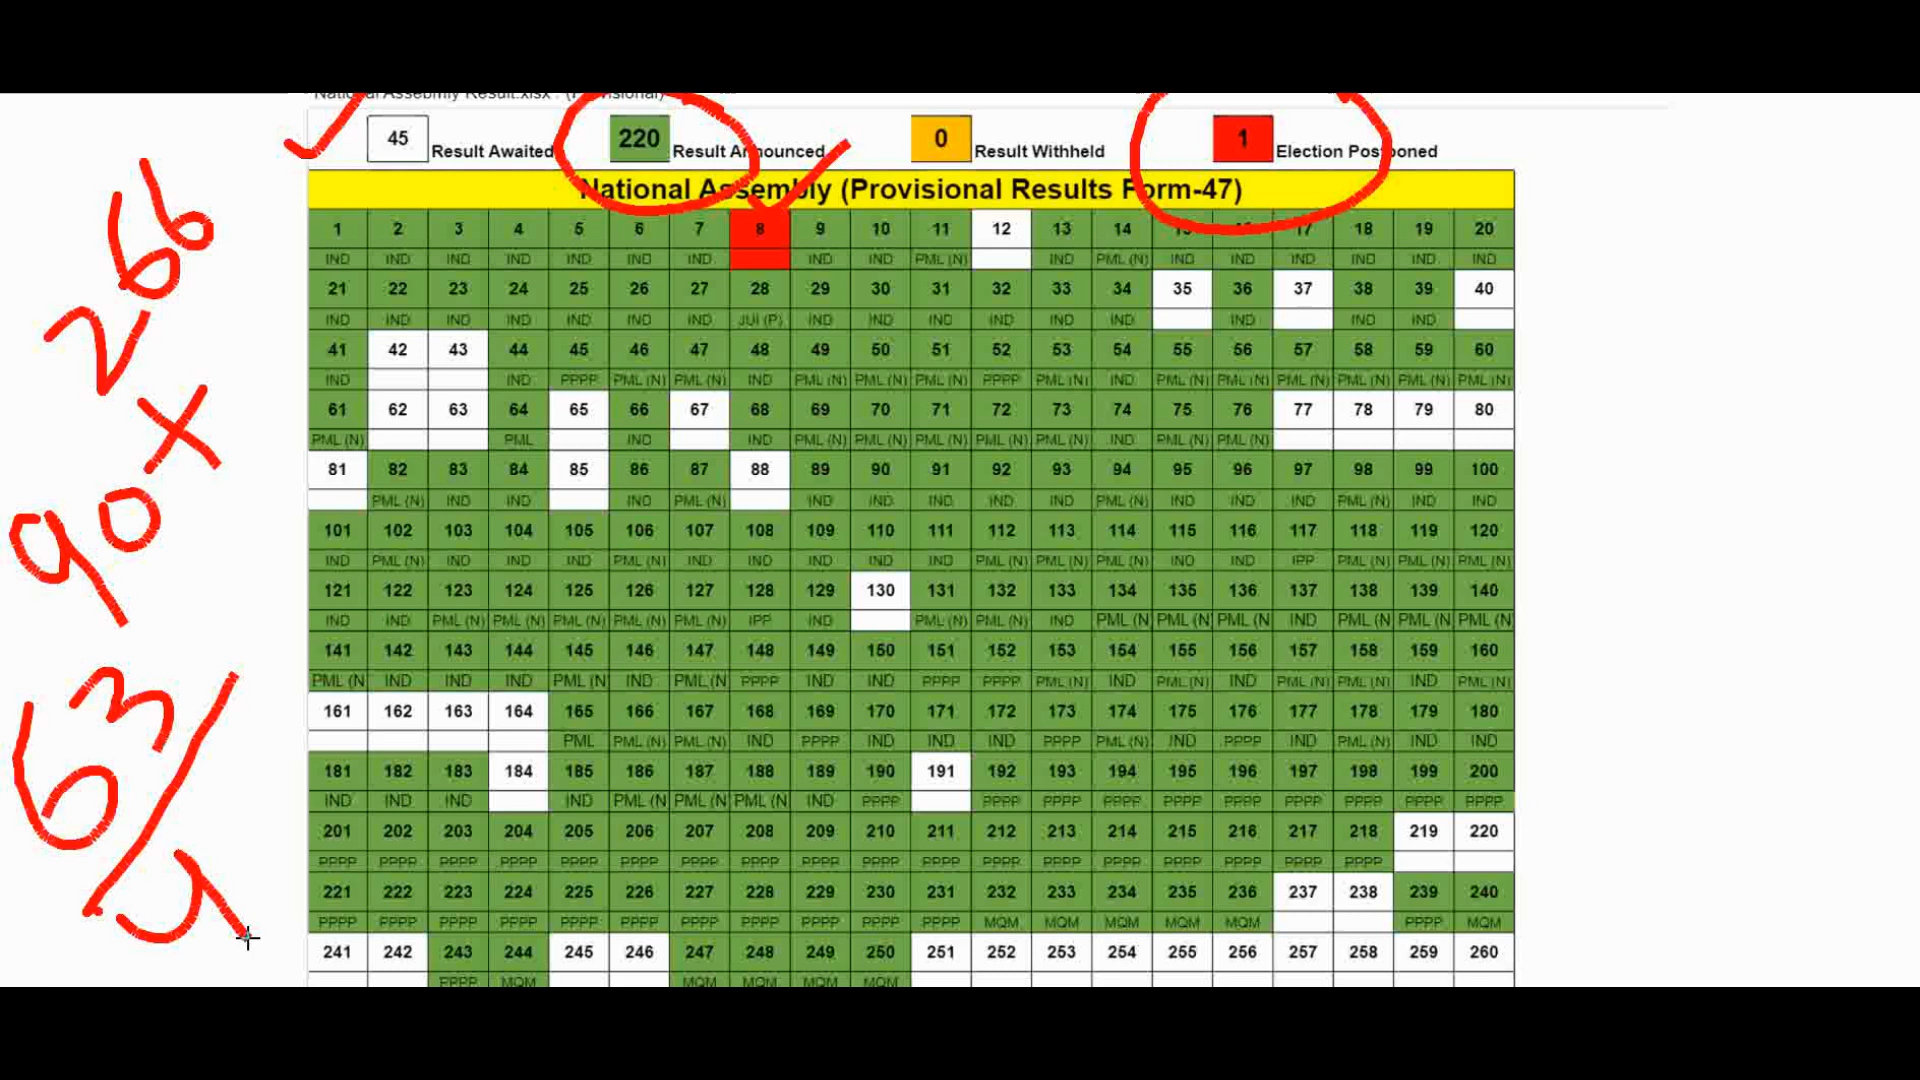 National Assebmly Result.xlsx . (Provisional)
45 Result Awaited 220 Result Announced 0 Result Withheld 1 Election Postponed
National Assembly (Provisional Results Form-47)
1 2 3 4 5 6 7 8 9 10 11 12 13 14 15 16 17 18 19 20
IND IND IND IND IND IND IND IND IND PML (N) IND PML (N) IND IND IND IND IND IND
21 22 23 24 25 26 27 28 29 30 31 32 33 34 35 36 37 38 39 40
IND IND IND IND IND IND IND JUI (P) IND IND IND IND IND IND IND IND IND
41 42 43 44 45 46 47 48 49 50 51 52 53 54 55 56 57 58 59 60
IND IND PPPP PML (N) PML (N) IND PML (N) PML (N) PML (N) PPPP PML (N) IND PML (N) PML (N) PML (N) PML (N) PML (N) PML (N)
61 62 63 64 65 66 67 68 69 70 71 72 73 74 75 76 77 78 79 80
PML (N) PML IND IND PML (N) PML (N) PML (N) PML (N) PML (N) IND PML (N) PML (N)
81 82 83 84 85 86 87 88 89 90 91 92 93 94 95 96 97 98 99 100
PML (N) IND IND IND PML (N) IND IND IND IND IND PML (N) IND IND IND PML (N) IND IND
101 102 103 104 105 106 107 108 109 110 111 112 113 114 115 116 117 118 119 120
IND PML (N) IND IND IND PML (N) IND IND IND IND IND PML (N) PML (N) PML (N) IND IND IPP PML (N) PML (N) PML (N)
121 122 123 124 125 126 127 128 129 130 131 132 133 134 135 136 137 138 139 140
IND IND PML (N) PML (N) PML (N) PML (N) PML (N) IPP IND PML (N) PML (N) IND PML (N PML (N PML (N IND PML (N PML (N PML (N
141 142 143 144 145 146 147 148 149 150 151 152 153 154 155 156 157 158 159 160
PML (N IND IND IND PML (N IND PML (N PPPP IND IND PPPP PPPP PML (N) IND PML (N) IND PML (N) PML (N) IND PML (N)
161 162 163 164 165 166 167 168 169 170 171 172 173 174 175 176 177 178 179 180
PML PML (N) PML (N) IND PPPP IND IND IND PPPP PML (N) IND PPPP IND PML (N) IND IND
181 182 183 184 185 186 187 188 189 190 191 192 193 194 195 196 197 198 199 200
IND IND IND IND PML (N PML (N PML (N IND PPPP PPPP PPPP PPPP PPPP PPPP PPPP PPPP PPPP PPPP
201 202 203 204 205 206 207 208 209 210 211 212 213 214 215 216 217 218 219 220
PPPP PPPP PPPP PPPP PPPP PPPP PPPP PPPP PPPP PPPP PPPP PPPP PPPP PPPP PPPP PPPP PPPP PPPP
221 222 223 224 225 226 227 228 229 230 231 232 233 234 235 236 237 238 239 240
PPPP PPPP PPPP PPPP PPPP PPPP PPPP PPPP PPPP PPPP PPPP MQM MQM MQM MQM MQM PPPP MQM
241 242 243 244 245 246 247 248 249 250 251 252 253 254 255 256 257 258 259 260
PPPP MQM MQM MQM MQM MQM
266
90
63